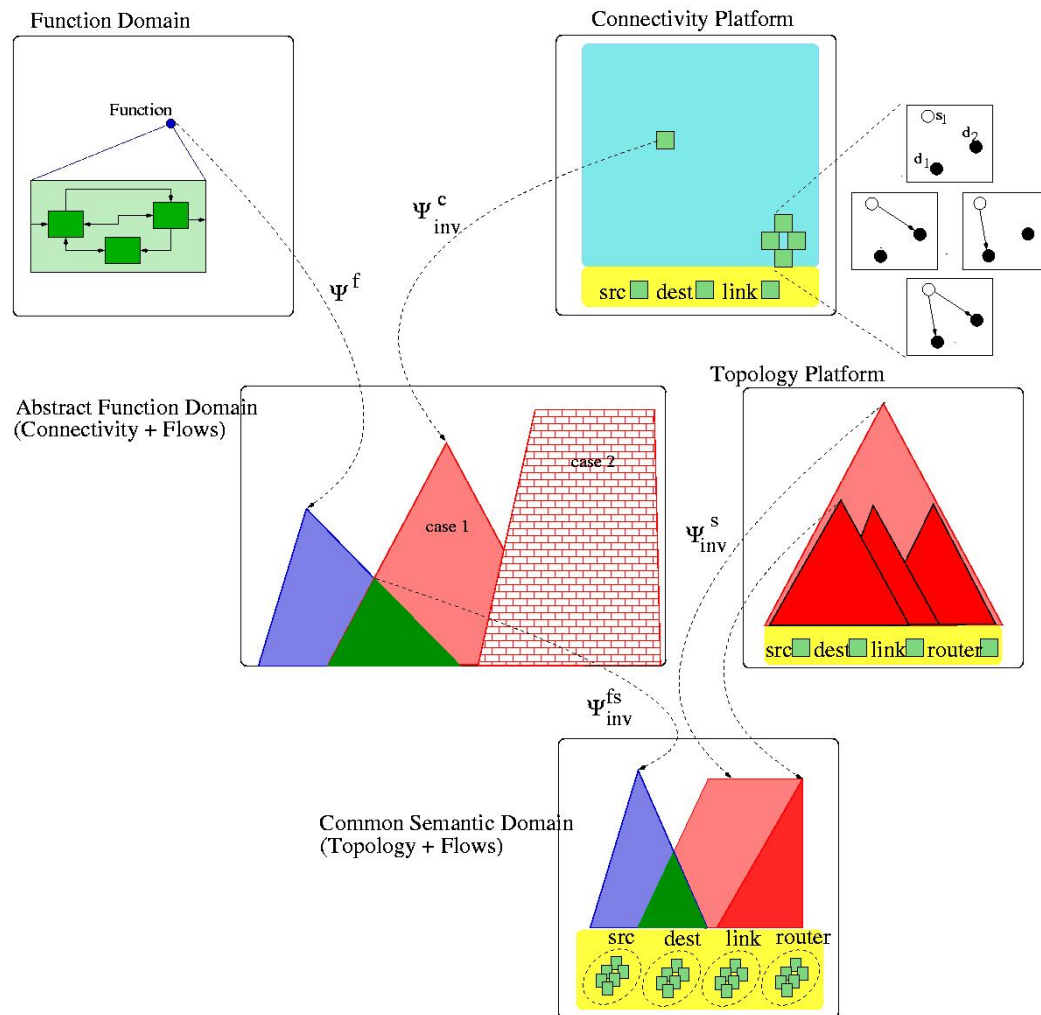 Function Domain
Connectivity Platform
Function
s1
d2
d1
Ψ^c_inv
Ψ^f
src dest link
Topology Platform
Abstract Function Domain
(Connectivity + Flows)
case 2
case 1
Ψ^s_inv
src dest link router
Ψ^fs_inv
Common Semantic Domain
(Topology + Flows)
src dest link router